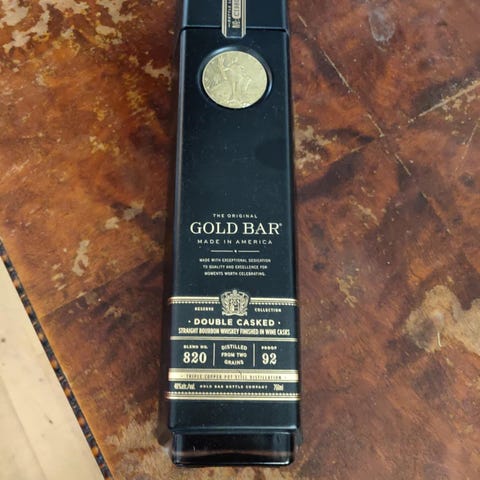 THE ORIGINAL
GOLD BAR®
MADE IN AMERICA
MADE WITH EXCEPTIONAL DEDICATION
TO QUALITY AND EXCELLENCE FOR
MOMENTS WORTH CELEBRATING.
RESERVE COLLECTION
· DOUBLE CASKED ·
STRAIGHT BOURBON WHISKEY FINISHED IN WINE CASKS
BLEND NO.
820
DISTILLED
FROM TWO
GRAINS
PROOF
92
TRIPLE COPPER POT STILL DISTILLATION
GOLD BAR BOTTLE COMPANY
750ml